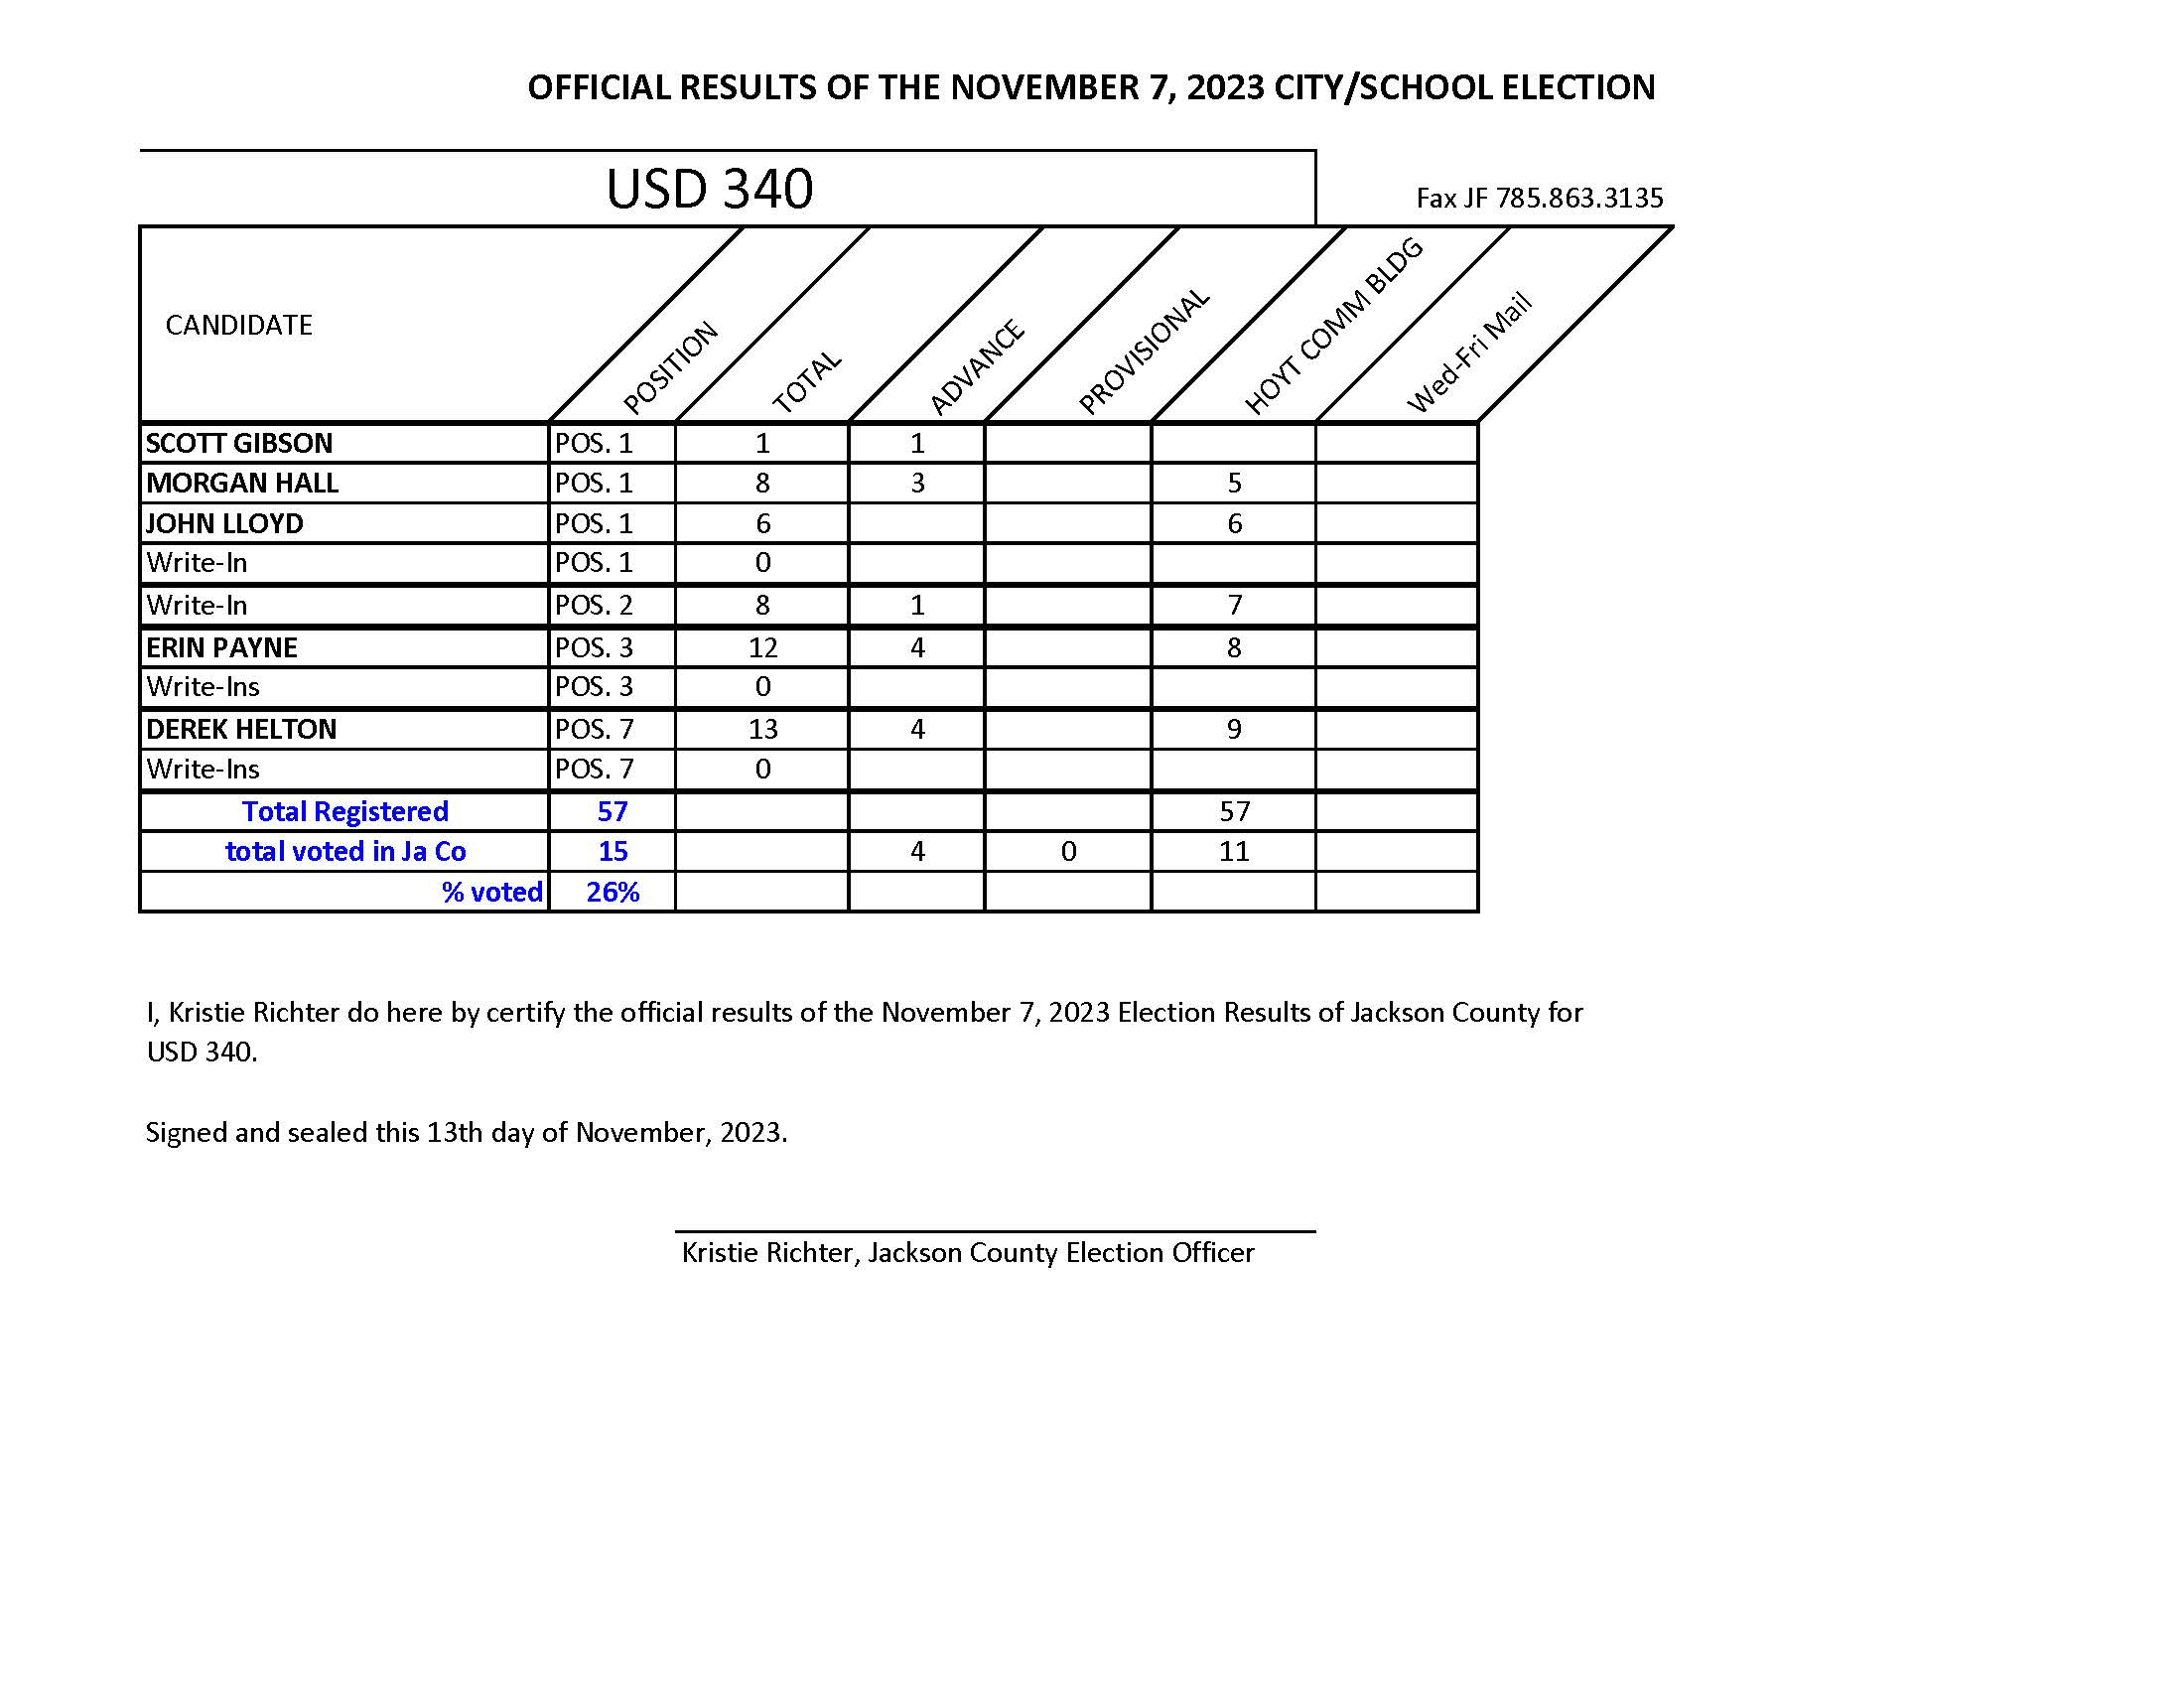 OFFICIAL RESULTS OF THE NOVEMBER 7, 2023 CITY/SCHOOL ELECTION
USD 340
Fax JF 785.863.3135
CANDIDATE POSITION TOTAL ADVANCE PROVISIONAL HOYT COMM BLDG Wed-Fri Mail
SCOTT GIBSON POS. 1 1 1
MORGAN HALL POS. 1 8 3 5
JOHN LLOYD POS. 1 6 6
Write-In POS. 1 0
Write-In POS. 2 8 1 7
ERIN PAYNE POS. 3 12 4 8
Write-Ins POS. 3 0
DEREK HELTON POS. 7 13 4 9
Write-Ins POS. 7 0
Total Registered 57 57
total voted in Ja Co 15 4 0 11
% voted 26%
I, Kristie Richter do here by certify the official results of the November 7, 2023 Election Results of Jackson County for
USD 340.
Signed and sealed this 13th day of November, 2023.
Kristie Richter, Jackson County Election Officer